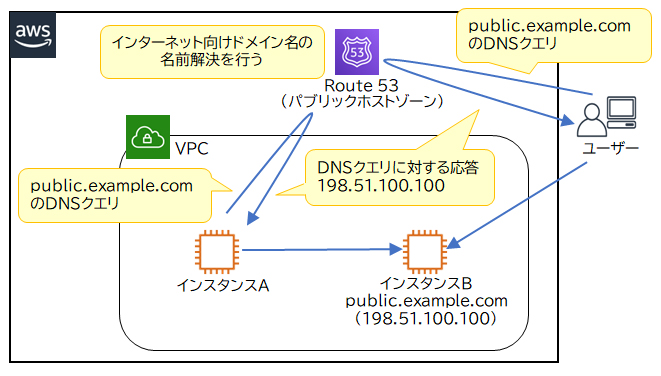 aws
インターネット向けドメイン名の
名前解決を行う
53
Route 53
（パブリックホストゾーン）
public.example.com
のDNSクエリ
ユーザー
VPC
public.example.com
のDNSクエリ
DNSクエリに対する応答
198.51.100.100
インスタンスA
インスタンスB
public.example.com
（198.51.100.100）